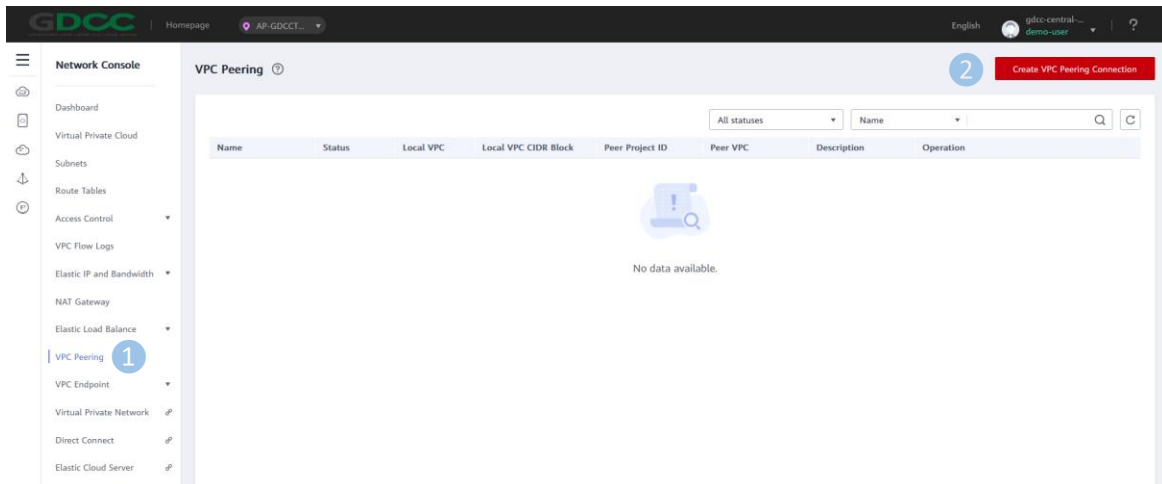 GDCC
Homepage
AP-GDCCT...
English
gdcc-central-...
demo-user
?
Network Console
VPC Peering ?
2
Create VPC Peering Connection
Dashboard
Virtual Private Cloud
Subnets
Route Tables
Access Control
VPC Flow Logs
Elastic IP and Bandwidth
NAT Gateway
Elastic Load Balance
VPC Peering
1
VPC Endpoint
Virtual Private Network
Direct Connect
Elastic Cloud Server
All statuses
Name
Name Status Local VPC Local VPC CIDR Block Peer Project ID Peer VPC Description Operation
!
No data available.